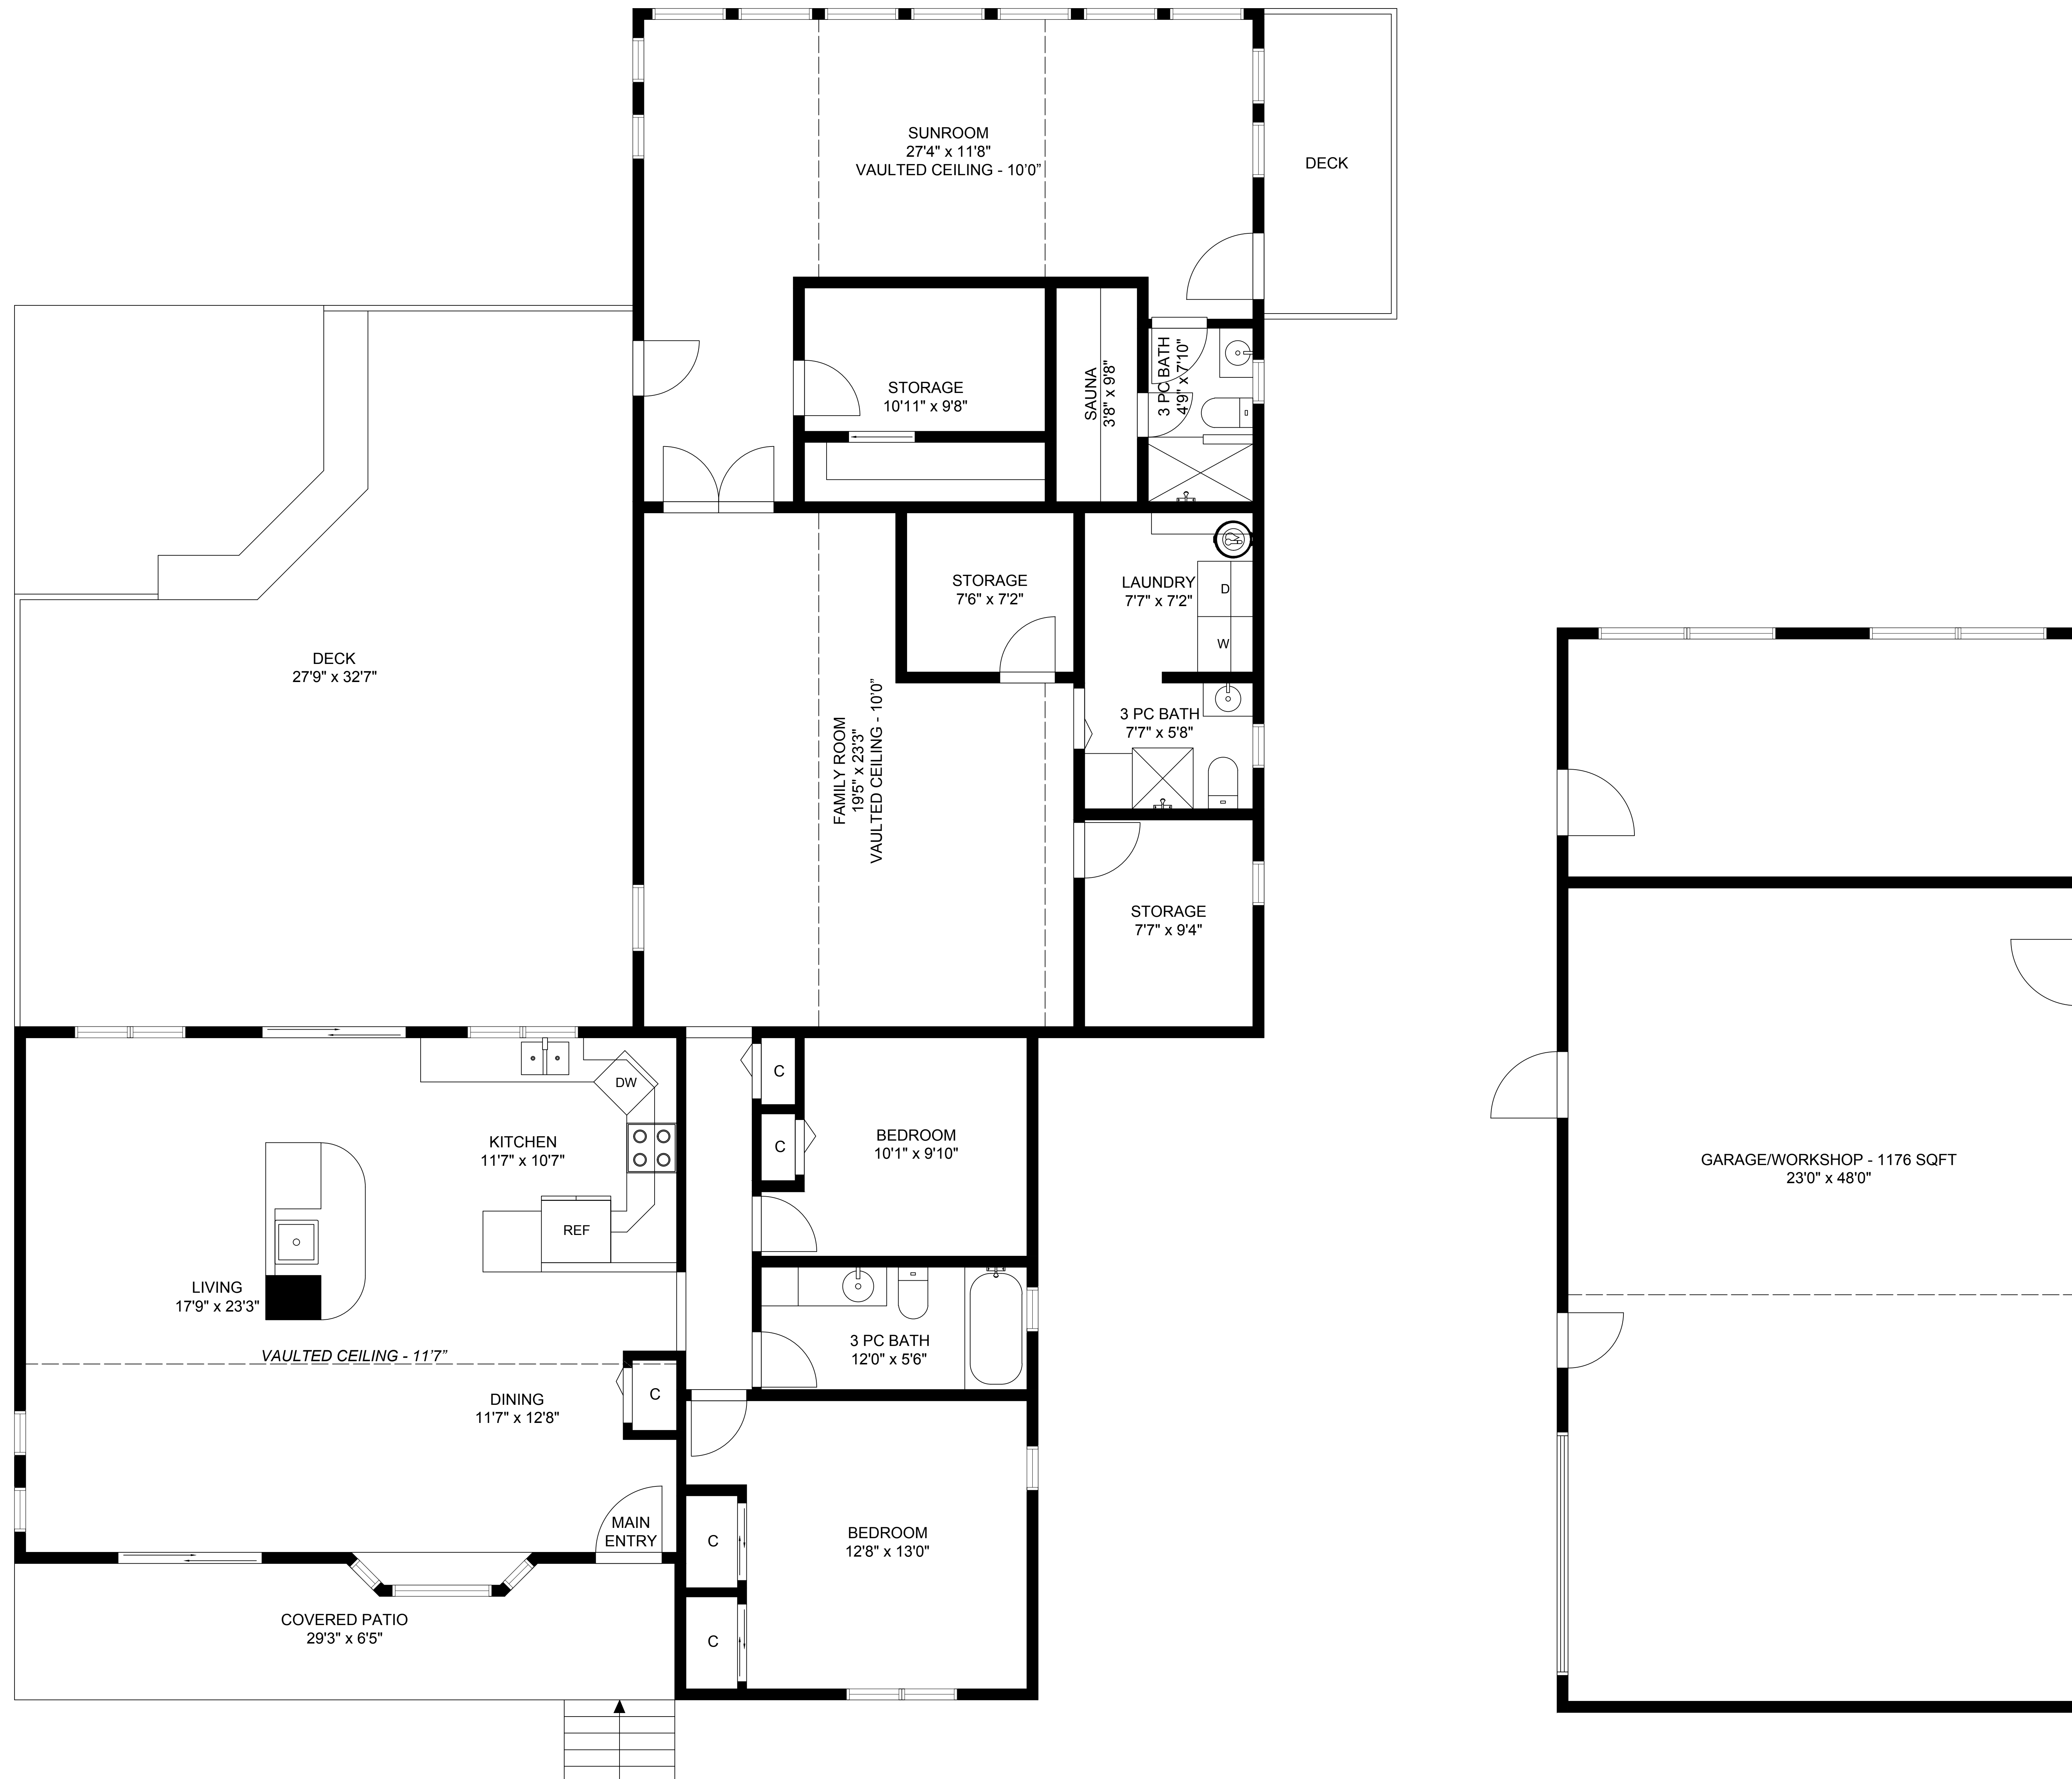 SUNROOM
27'4" x 11'8"
VAULTED CEILING - 10'0"
DECK
STORAGE
10'11" x 9'8"
SAUNA
3'8" x 9'8"
3 PC BATH
4'9" x 7'10"
STORAGE
7'6" x 7'2"
LAUNDRY
7'7" x 7'2"
D
W
DECK
27'9" x 32'7"
FAMILY ROOM
19'5" x 23'3"
VAULTED CEILING - 10'0"
3 PC BATH
7'7" x 5'8"
STORAGE
7'7" x 9'4"
DW
KITCHEN
11'7" x 10'7"
REF
C
C
BEDROOM
10'1" x 9'10"
LIVING
17'9" x 23'3"
VAULTED CEILING - 11'7"
3 PC BATH
12'0" x 5'6"
DINING
11'7" x 12'8"
C
MAIN
ENTRY
C
C
BEDROOM
12'8" x 13'0"
COVERED PATIO
29'3" x 6'5"
GARAGE/WORKSHOP - 1176 SQFT
23'0" x 48'0"